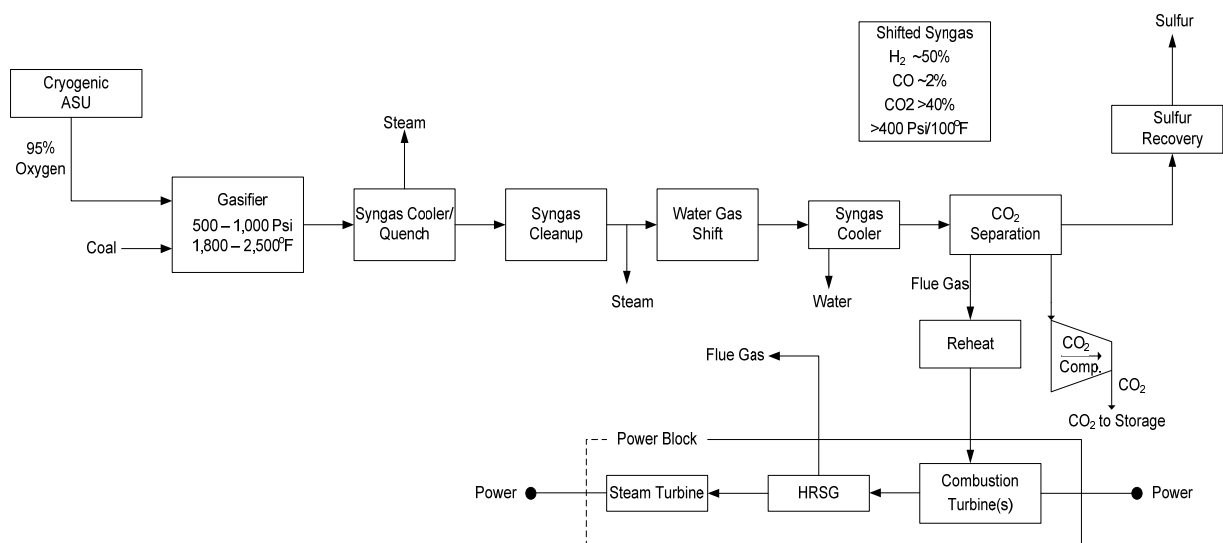 Sulfur
Shifted Syngas
H₂ ~50%
CO ~2%
CO2 >40%
>400 Psi/100°F
Cryogenic
ASU
Sulfur
Recovery
Steam
95%
Oxygen
Gasifier
500 – 1,000 Psi
1,800 – 2,500°F
Coal
Syngas Cooler/
Quench
Syngas
Cleanup
Water Gas
Shift
Syngas
Cooler
CO₂
Separation
Steam
Water
Flue Gas
Reheat
CO₂
Comp.
CO₂
CO₂ to Storage
Flue Gas
Power Block
Power
Steam Turbine
HRSG
Combustion
Turbine(s)
Power